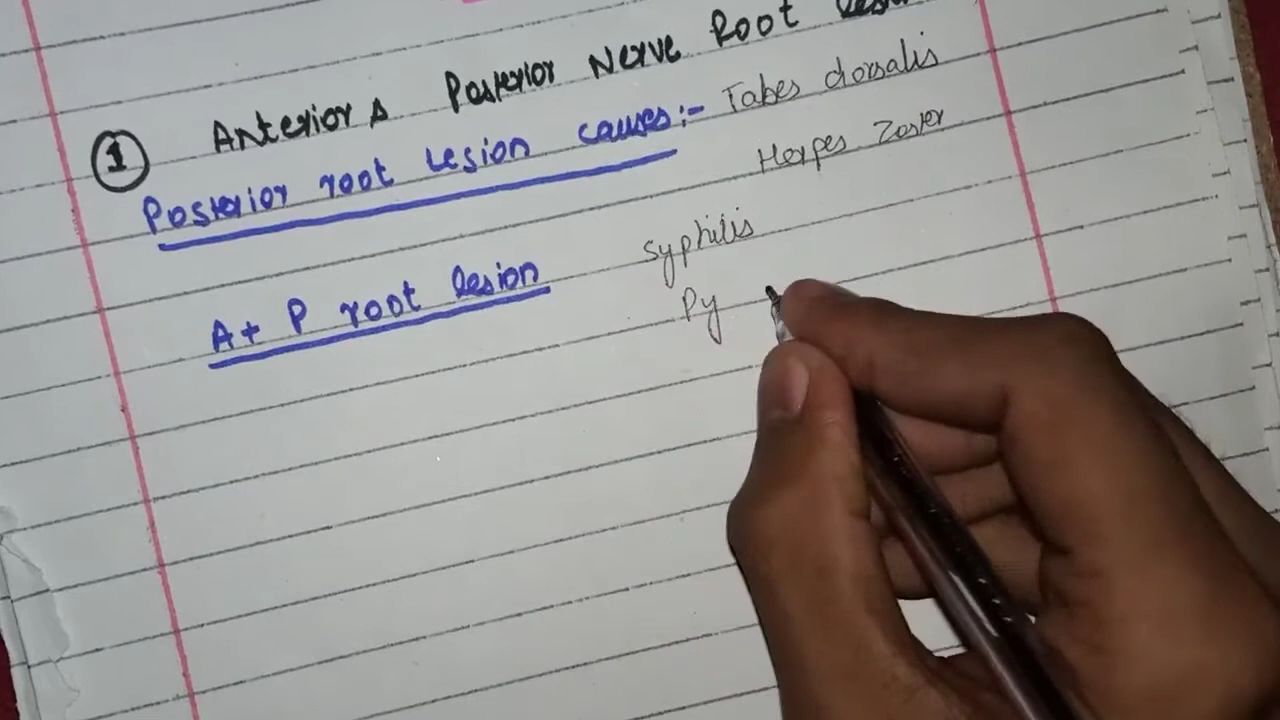 1 Anterior & Posterior Nerve Root
Posterior root lesion causes:- Tabes dorsalis
Herpes Zoster
A+ P root lesion syphilis
Py